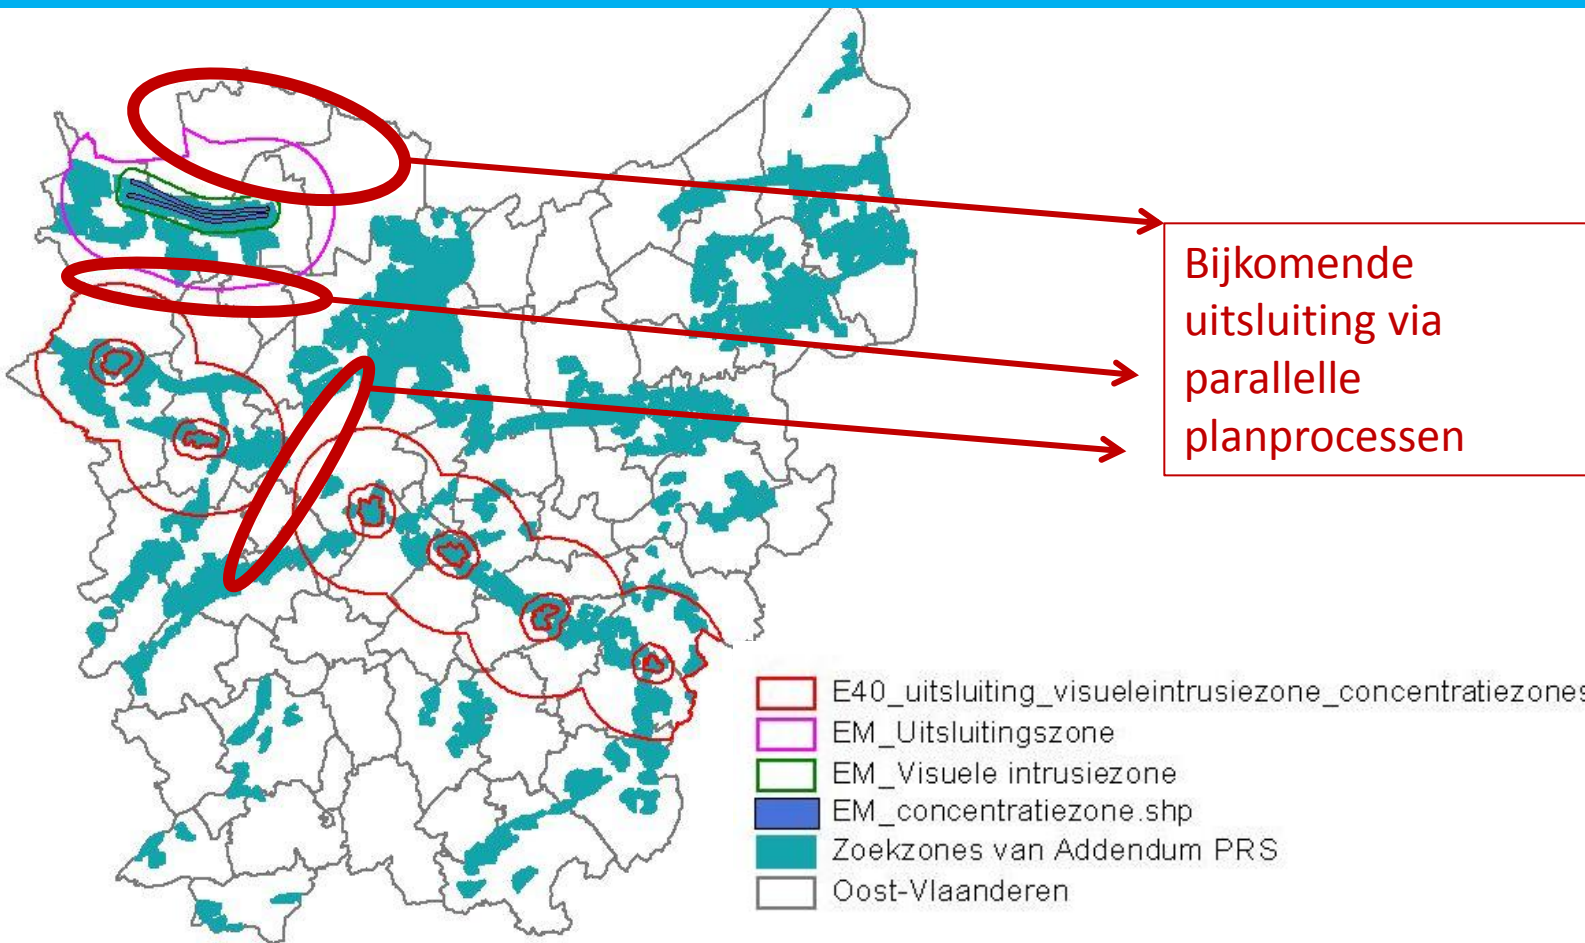 Bijkomende
uitsluiting via
parallelle
planprocessen
E40_uitsluiting_visueleintrusiezone_concentratiezones
EM_Uitsluitingszone
EM_Visuele intrusiezone
EM_concentratiezone.shp
Zoekzones van Addendum PRS
Oost-Vlaanderen